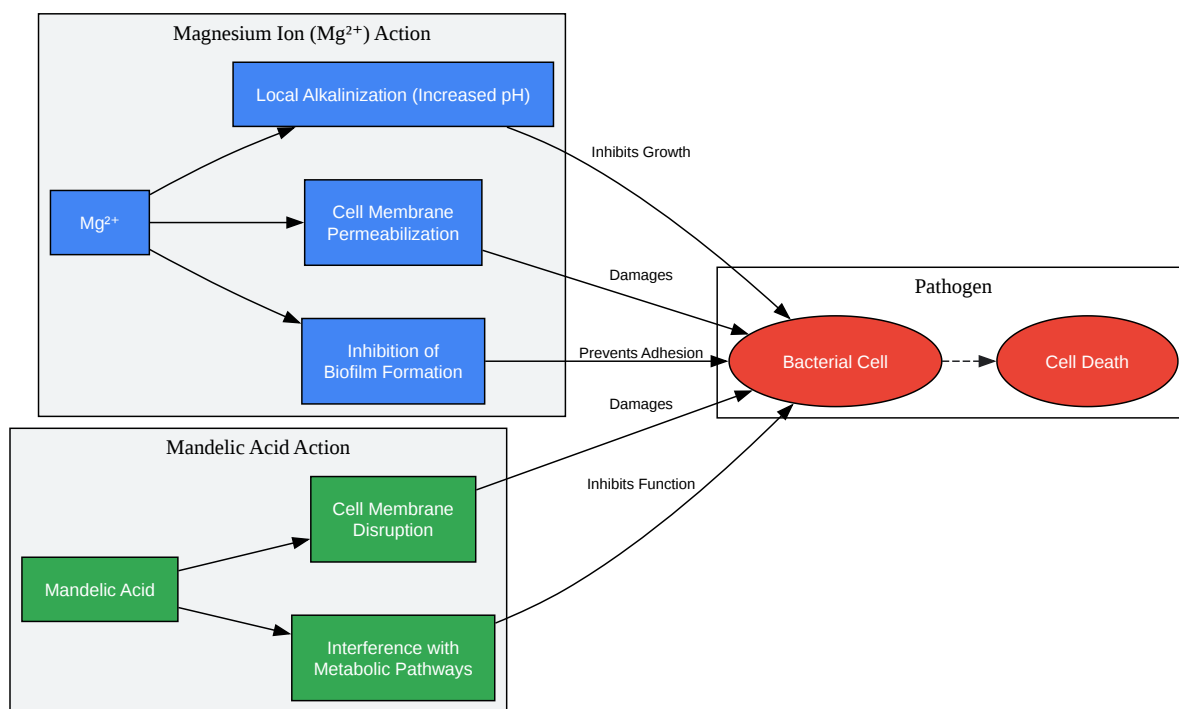 Magnesium Ion (Mg²⁺) Action
Local Alkalinization (Increased pH)
Inhibits Growth
Mg²⁺
Cell Membrane
Permeabilization
Damages
Inhibition of
Biofilm Formation
Prevents Adhesion
Pathogen
Bacterial Cell
Cell Death
Mandelic Acid Action
Damages
Cell Membrane
Disruption
Inhibits Function
Mandelic Acid
Interference with
Metabolic Pathways